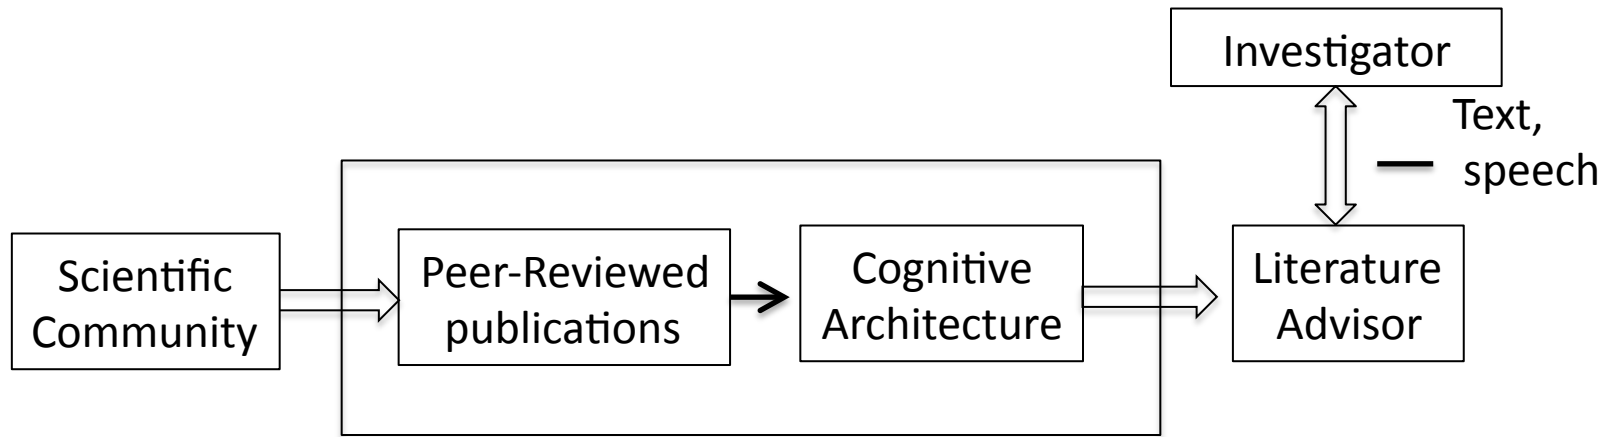 Investigator
Text,
speech
Scientific
Community
Peer-Reviewed
publications
Cognitive
Architecture
Literature
Advisor